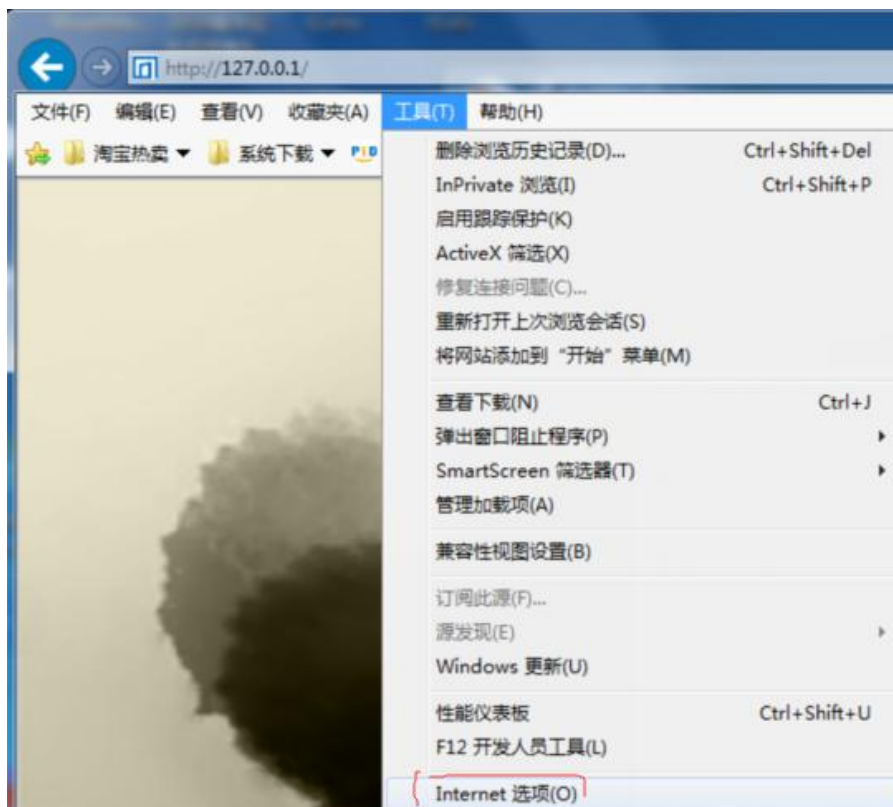 http://127.0.0.1/
文件(F) 编辑(E) 查看(V) 收藏夹(A) 工具(T) 帮助(H)
淘宝热卖 系统下载
删除浏览历史记录(D)... Ctrl+Shift+Del
InPrivate 浏览(I) Ctrl+Shift+P
启用跟踪保护(K)
ActiveX 筛选(X)
修复连接问题(C)...
重新打开上次浏览会话(S)
将网站添加到“开始”菜单(M)
查看下载(N) Ctrl+J
弹出窗口阻止程序(P)
SmartScreen 筛选器(T)
管理加载项(A)
兼容性视图设置(B)
订阅此源(F)...
源发现(E)
Windows 更新(U)
性能仪表板 Ctrl+Shift+U
F12 开发人员工具(L)
Internet 选项(O)